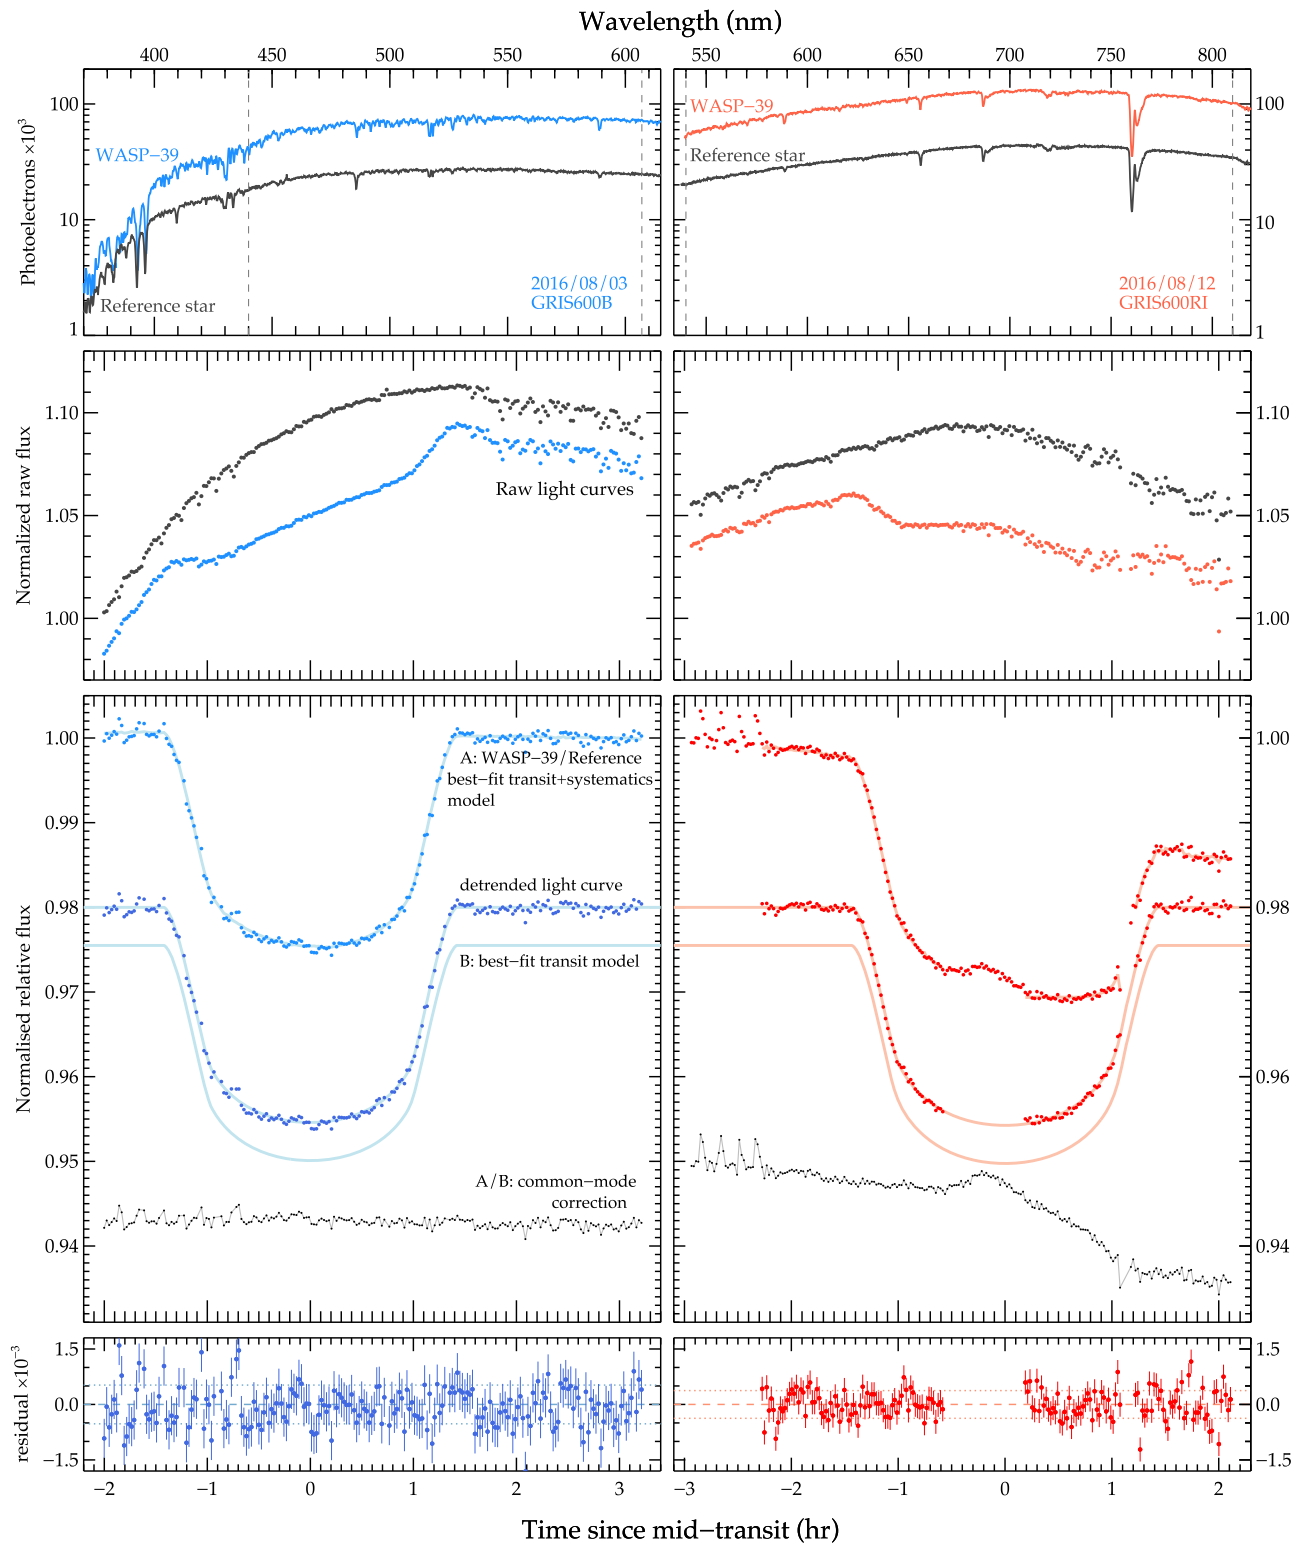 Wavelength (nm)
400 450 500 550 600
550 600 650 700 750 800
Photoelectrons ×10³
100
10
1
WASP−39
Reference star
2016/08/03
GRIS600B
WASP−39
Reference star
2016/08/12
GRIS600RI
100
10
1
Normalized raw flux
1.10
1.05
1.00
Raw light curves
1.10
1.05
1.00
Normalised relative flux
1.00
0.99
0.98
0.97
0.96
0.95
0.94
A: WASP−39/Reference
best−fit transit+systematics
model
detrended light curve
B: best−fit transit model
A/B: common−mode
correction
1.00
0.98
0.96
0.94
residual ×10⁻³
1.5
0.0
−1.5
1.5
0.0
−1.5
−2 −1 0 1 2 3
−3 −2 −1 0 1 2
Time since mid−transit (hr)